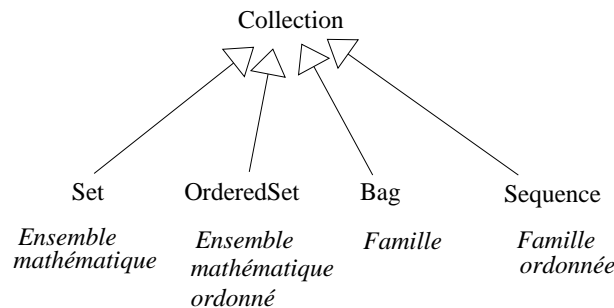 Collection
Set
OrderedSet
Bag
Sequence
Ensemble
mathématique
Ensemble
mathématique
ordonné
Famille
Famille
ordonnée